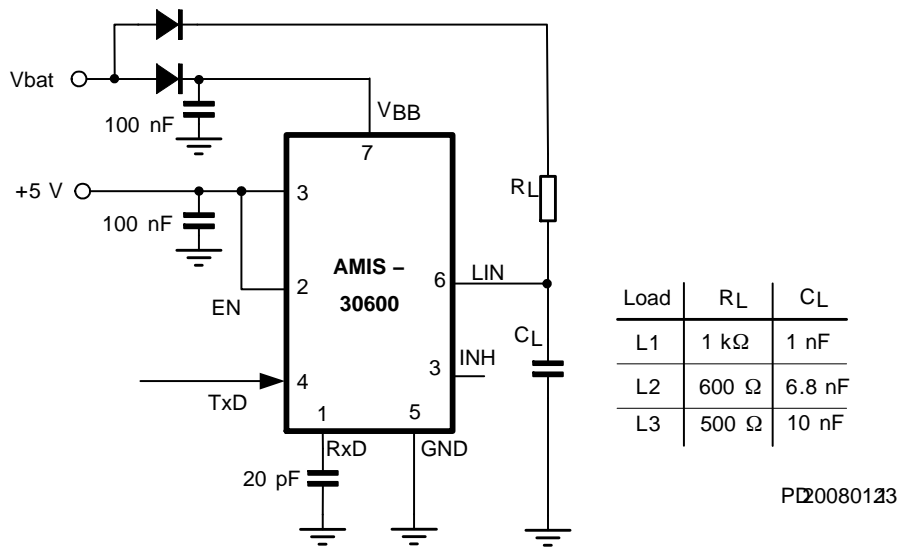 Vbat
100 nF
VBB
7
+5 V
100 nF
3
2
EN
AMIS –
30600
6
LIN
RL
CL
3
INH
4
TxD
1
5
RxD
GND
20 pF
Load RL CL
L1 1 kΩ 1 nF
L2 600 Ω 6.8 nF
L3 500 Ω 10 nF